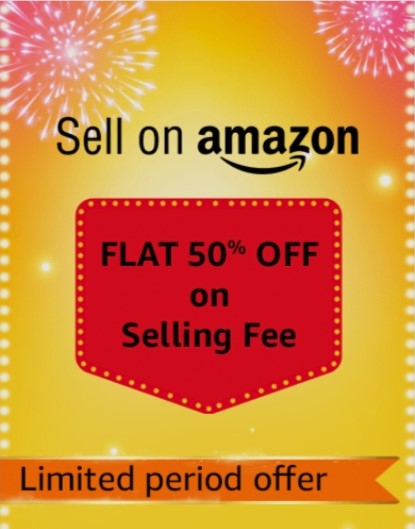 Sell on amazon
FLAT 50% OFF
on
Selling Fee
Limited period offer